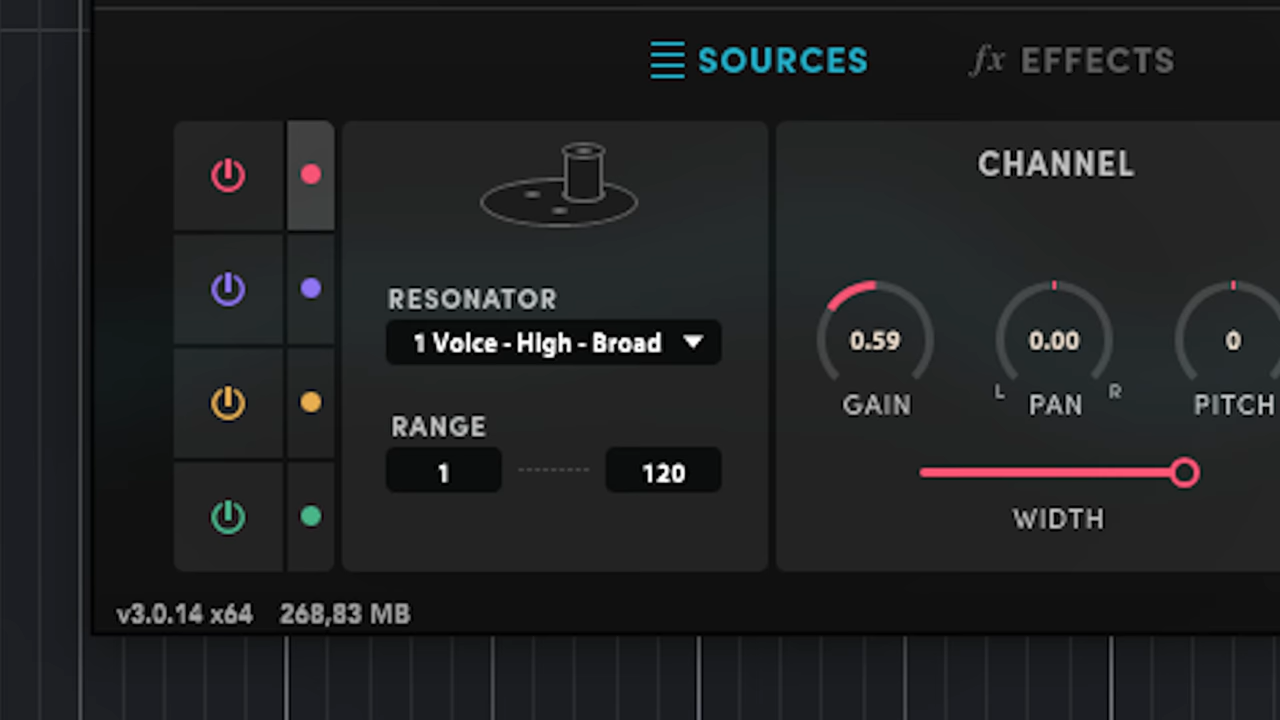 SOURCES
fx EFFECTS
CHANNEL
RESONATOR
1 Voice - HIgh - Broad
0.59
0.00
0
L
R
GAIN
PAN
PITCH
RANGE
1
120
WIDTH
v3.0.14 x64
268,83 MB